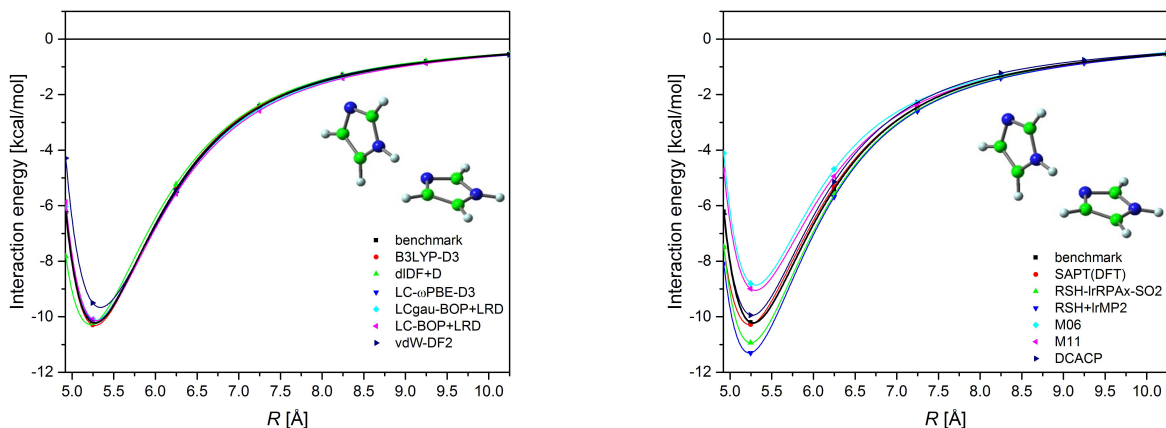 0
-2
-4
-6
-8
-10
-12
Interaction energy [kcal/mol]
benchmark
B3LYP-D3
dlDF+D
LC-ωPBE-D3
LCgau-BOP+LRD
LC-BOP+LRD
vdW-DF2
5.0 5.5 6.0 6.5 7.0 7.5 8.0 8.5 9.0 9.5 10.0
R [Å]
0
-2
-4
-6
-8
-10
-12
Interaction energy [kcal/mol]
benchmark
SAPT(DFT)
RSH-lrRPAx-SO2
RSH+lrMP2
M06
M11
DCACP
5.0 5.5 6.0 6.5 7.0 7.5 8.0 8.5 9.0 9.5 10.0
R [Å]